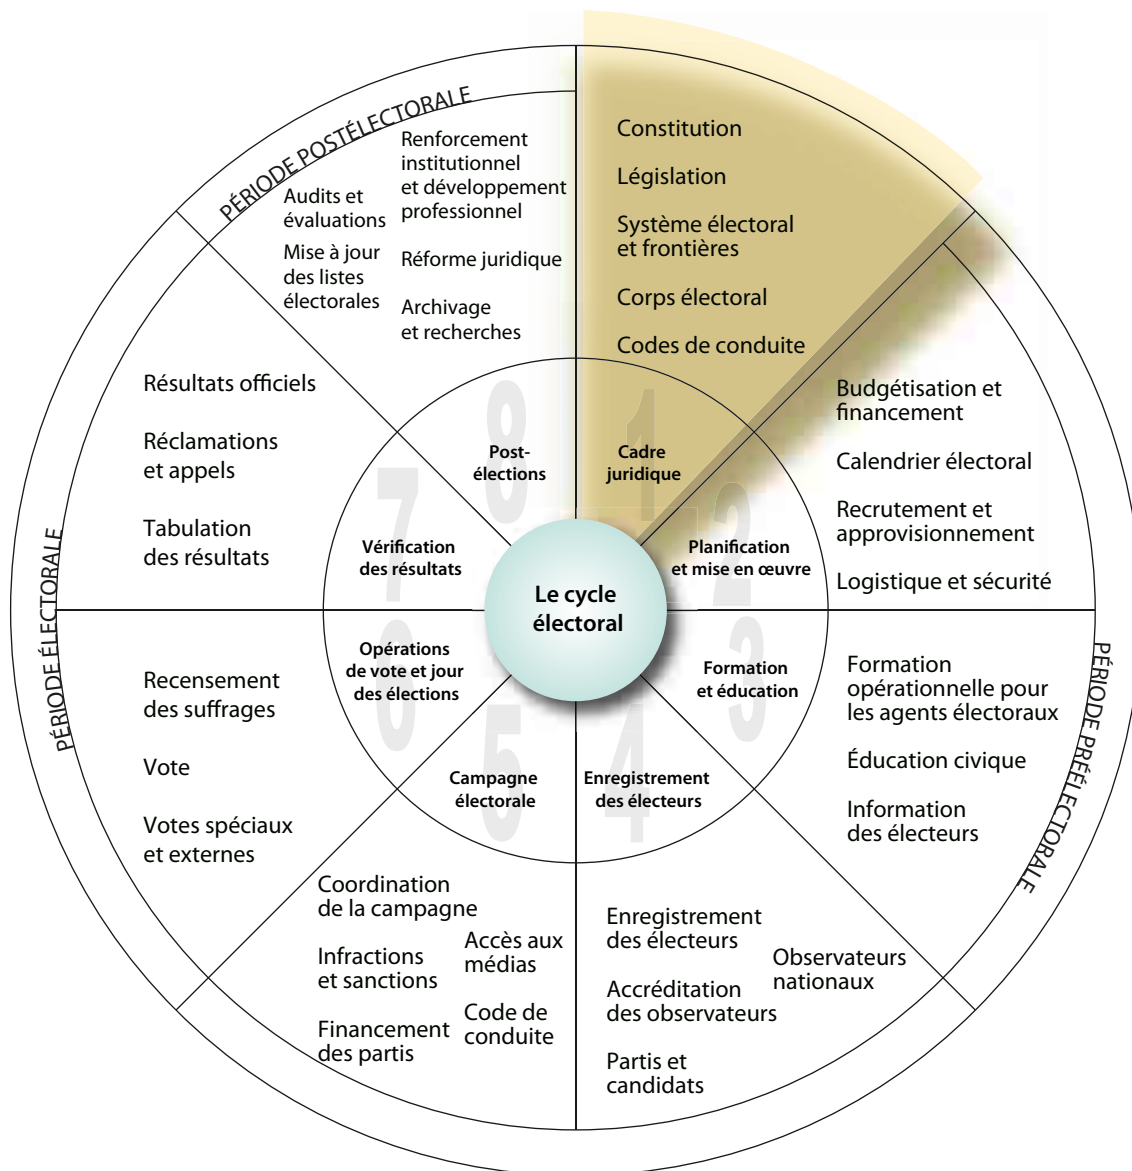 PÉRIODE POSTÉLECTORALE
Renforcement
institutionnel
et développement
professionnel
Audits et
évaluations
Mise à jour
des listes
électorales
Réforme juridique
Archivage
et recherches
8
Post-
élections
Constitution
Législation
Système électoral
et frontières
Corps électoral
Codes de conduite
1
Cadre
juridique
Budgétisation et
financement
Calendrier électoral
Recrutement et
approvisionnement
Logistique et sécurité
2
Planification
et mise en œuvre
Le cycle
électoral
PÉRIODE PRÉÉLECTORALE
Formation
opérationnelle pour
les agents électoraux
Éducation civique
Information
des électeurs
3
Formation
et éducation
4
Enregistrement
des électeurs
Enregistrement
des électeurs
Observateurs
nationaux
Accréditation
des observateurs
Partis et
candidats
5
Campagne
électorale
Coordination
de la campagne
Accès aux
médias
Infractions
et sanctions
Code de
conduite
Financement
des partis
PÉRIODE ÉLECTORALE
6
Opérations
de vote et jour
des élections
Recensement
des suffrages
Vote
Votes spéciaux
et externes
7
Vérification
des résultats
Résultats officiels
Réclamations
et appels
Tabulation
des résultats